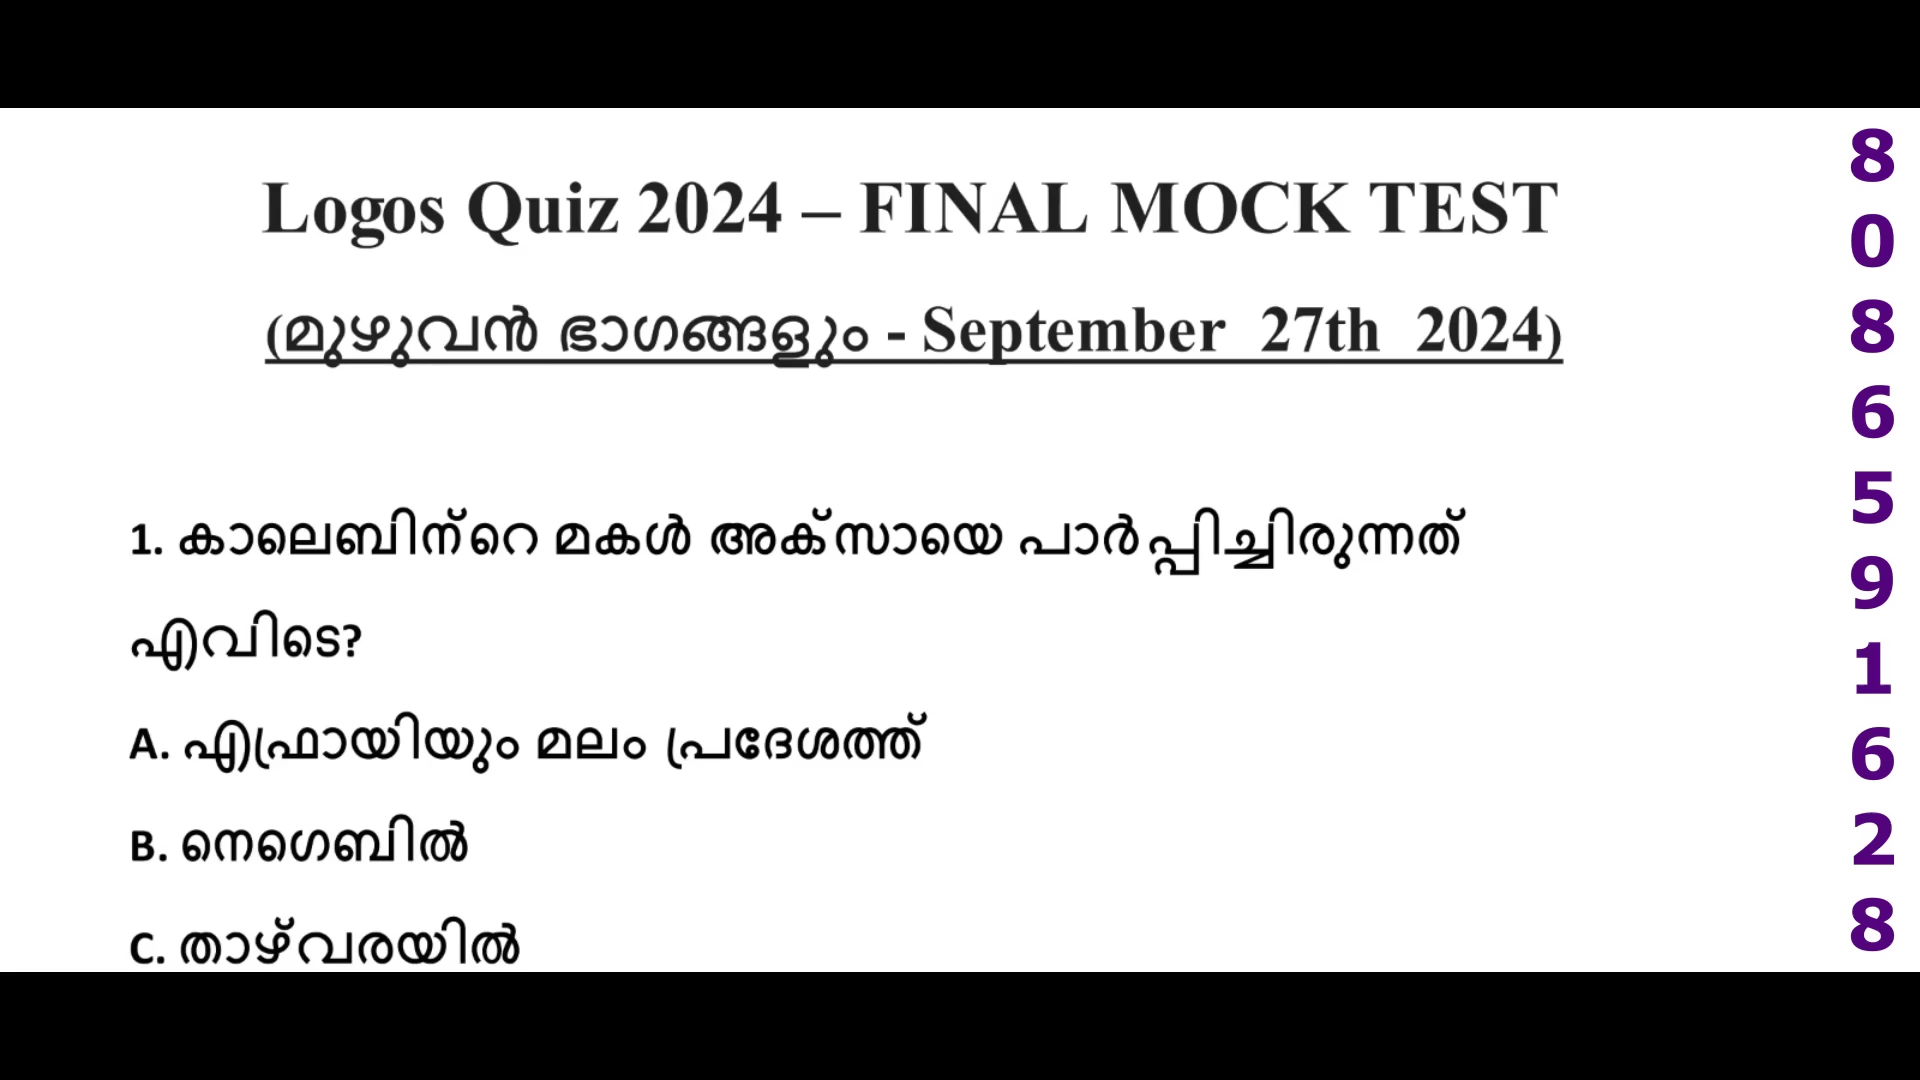 Logos Quiz 2024 – FINAL MOCK TEST
(മുഴുവൻ ഭാഗങ്ങളും - September 27th 2024)
1. കാലെബിന്റെ മകൾ അക്സായെ പാർപ്പിച്ചിരുന്നത്
എവിടെ?
A. എഫ്രായിയും മലം പ്രദേശത്ത്
B. നെഗെബിൽ
C. താഴ്വരയിൽ
8
0
8
6
5
9
1
6
2
8